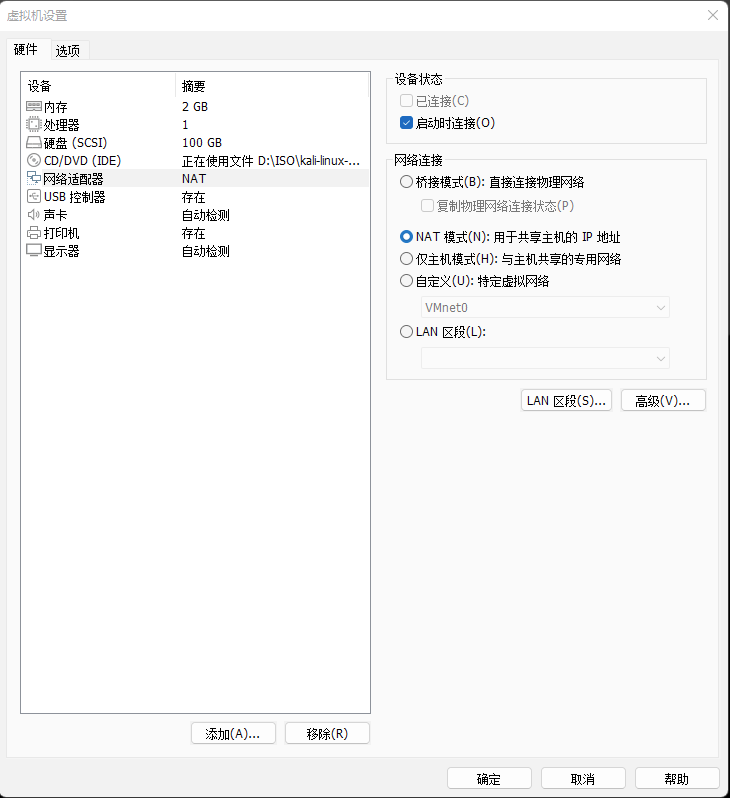 虚拟机设置
硬件 选项
设备 摘要
内存 2 GB
处理器 1
硬盘 (SCSI) 100 GB
CD/DVD (IDE) 正在使用文件 D:\ISO\kali-linux-...
网络适配器 NAT
USB 控制器 存在
声卡 自动检测
打印机 存在
显示器 自动检测
添加(A)... 移除(R)
设备状态
已连接(C)
启动时连接(O)
网络连接
桥接模式(B): 直接连接物理网络
复制物理网络连接状态(P)
NAT 模式(N): 用于共享主机的 IP 地址
仅主机模式(H): 与主机共享的专用网络
自定义(U): 特定虚拟网络
VMnet0
LAN 区段(L):
LAN 区段(S)... 高级(V)...
确定 取消 帮助